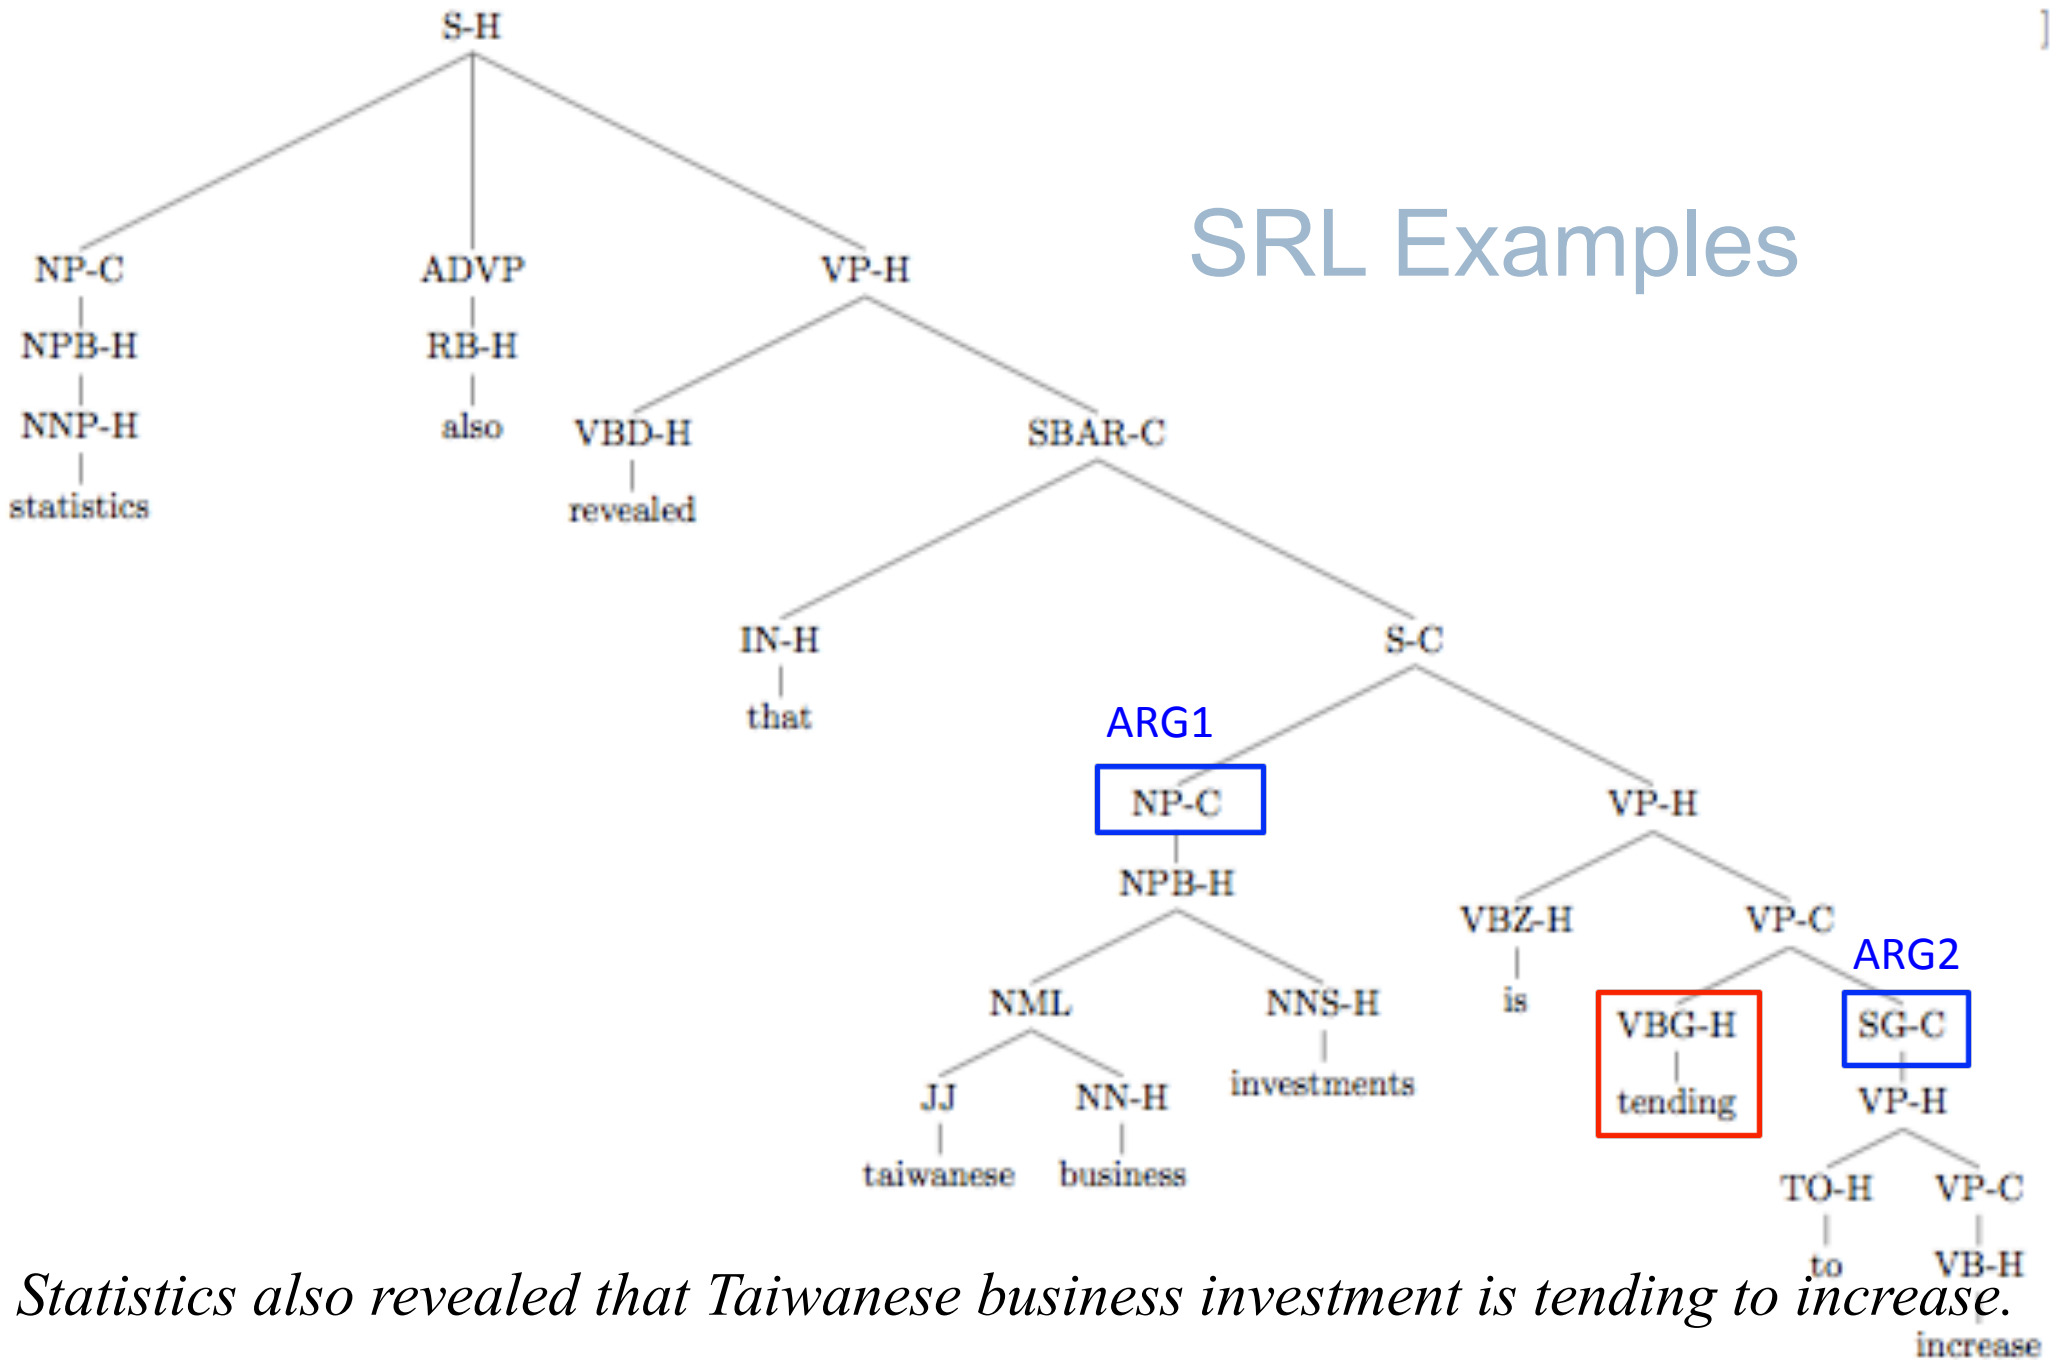 S-H ]
SRL Examples
NP-C ADVP VP-H
NPB-H RB-H
NNP-H also VBD-H SBAR-C
statistics revealed
IN-H S-C
that ARG1
NP-C VP-H
NPB-H
VBZ-H VP-C
ARG2
NML NNS-H is VBG-H SG-C
JJ NN-H investments tending VP-H
taiwanese business TO-H VP-C
to VB-H
Statistics also revealed that Taiwanese business investment is tending to increase.
increase